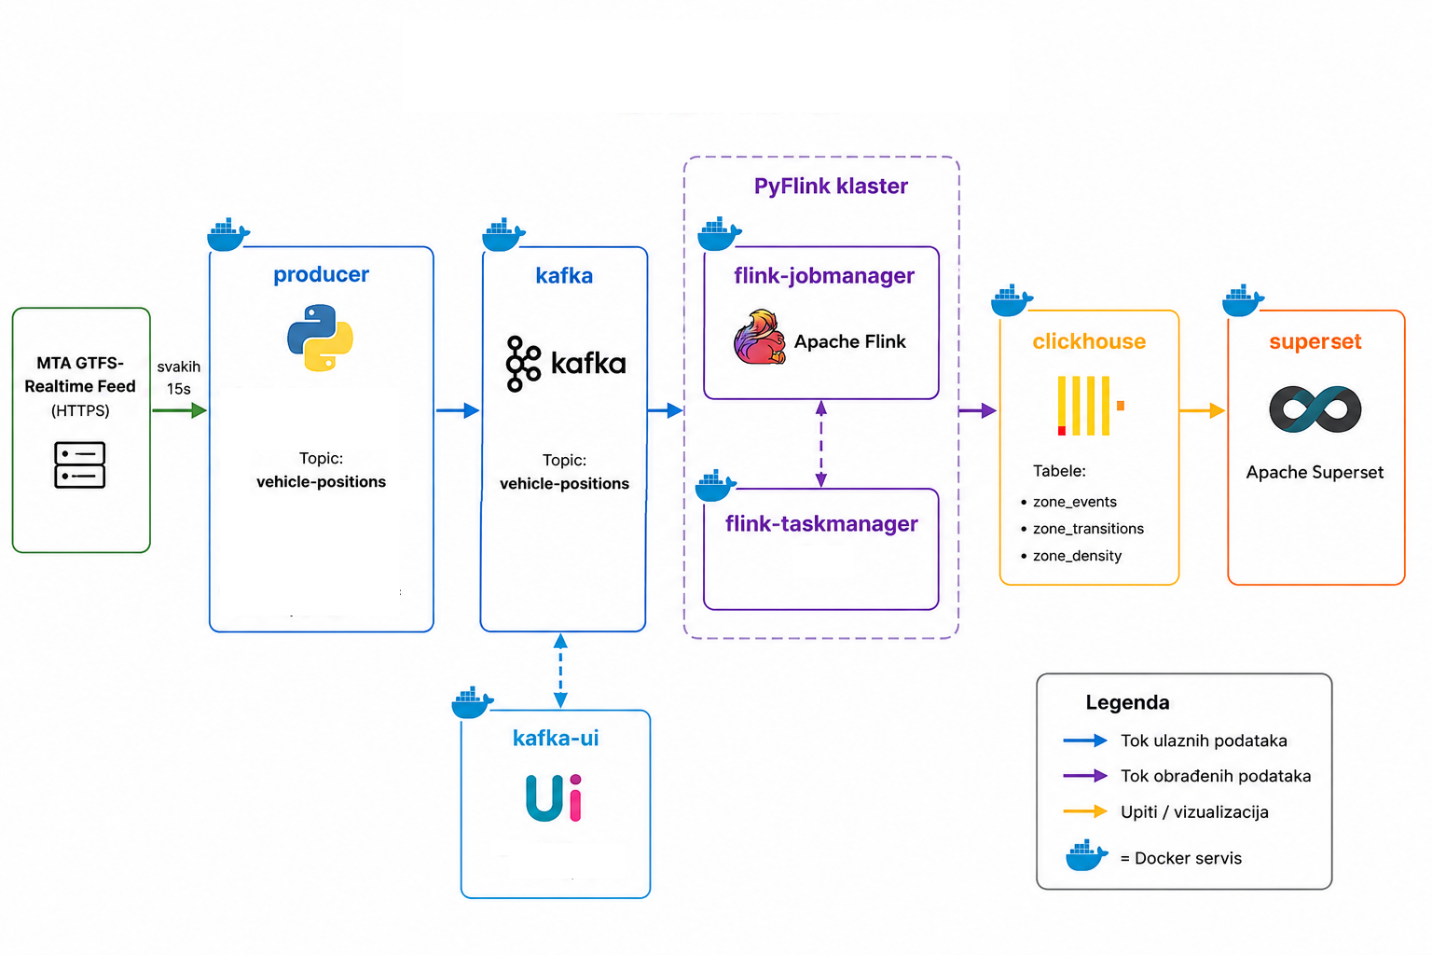 MTA GTFS-
Realtime Feed
(HTTPS)
svakih
15s
producer
Topic:
vehicle-positions
kafka
kafka
Topic:
vehicle-positions
kafka-ui
Ui
PyFlink klaster
flink-jobmanager
Apache Flink
flink-taskmanager
clickhouse
Tabele:
• zone_events
• zone_transitions
• zone_density
superset
Apache Superset
Legenda
Tok ulaznih podataka
Tok obrađenih podataka
Upiti / vizualizacija
= Docker servis